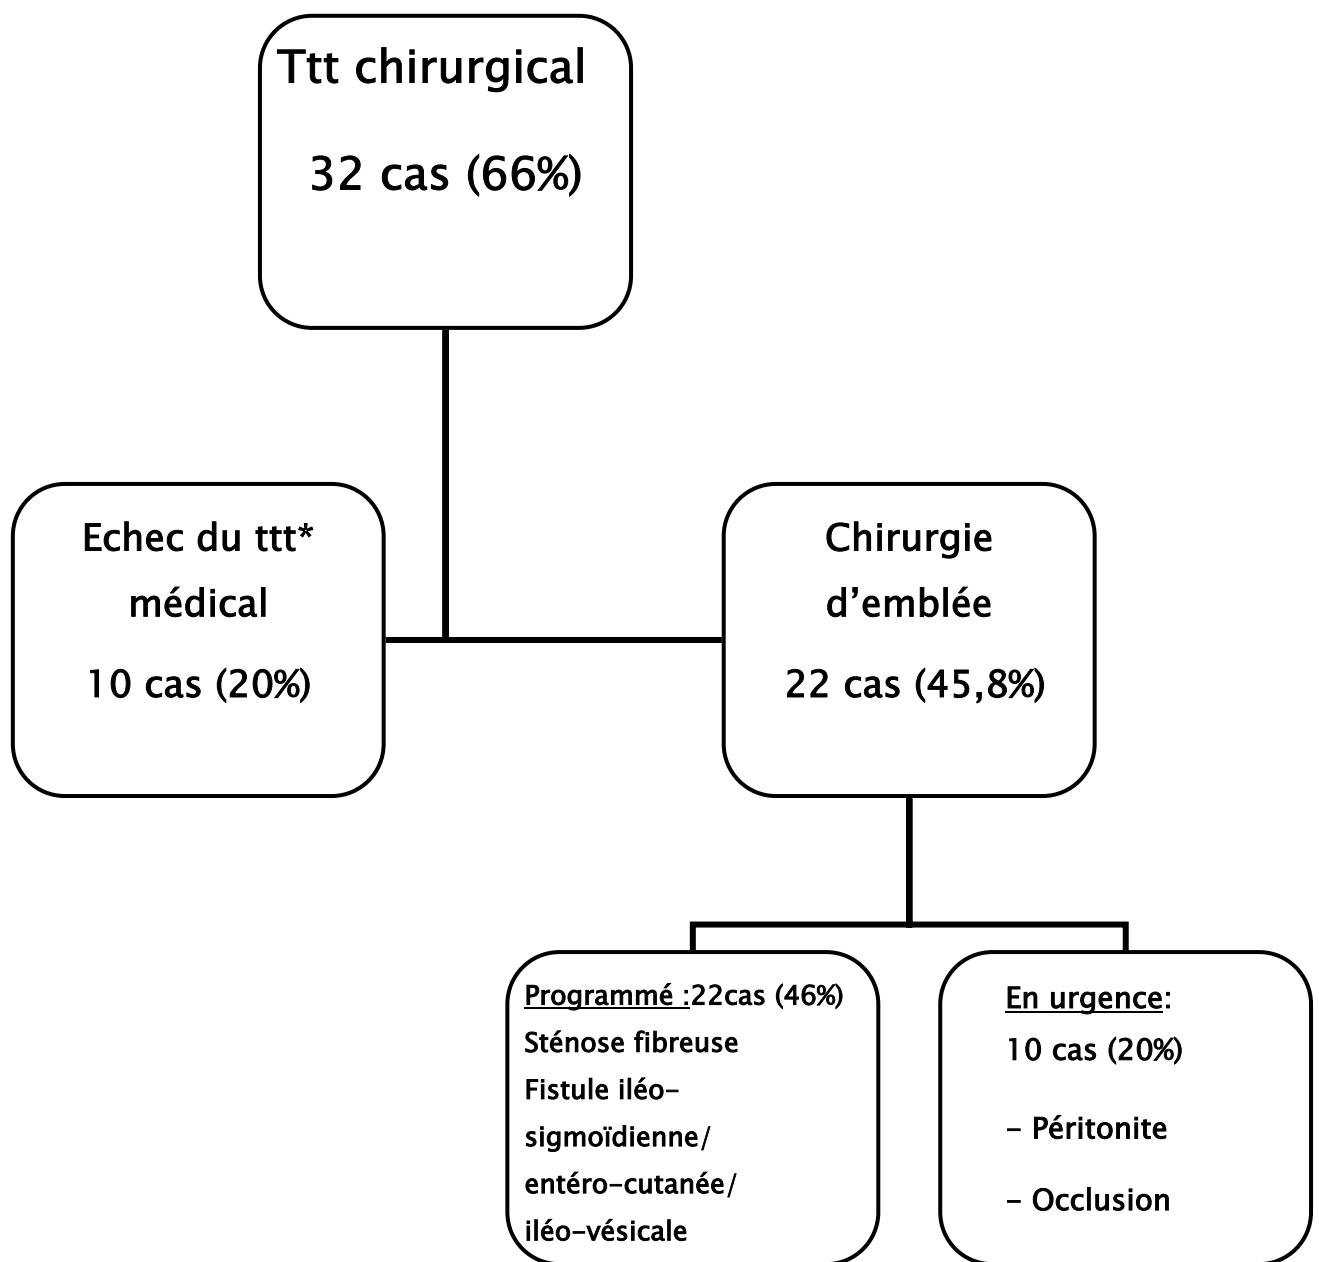 Ttt chirurgical
32 cas (66%)
Echec du ttt*
médical
10 cas (20%)
Chirurgie
d’emblée
22 cas (45,8%)
Programmé :22cas (46%)
Sténose fibreuse
Fistule iléo-
sigmoïdienne/
entéro-cutanée/
iléo-vésicale
En urgence:
10 cas (20%)
- Péritonite
- Occlusion